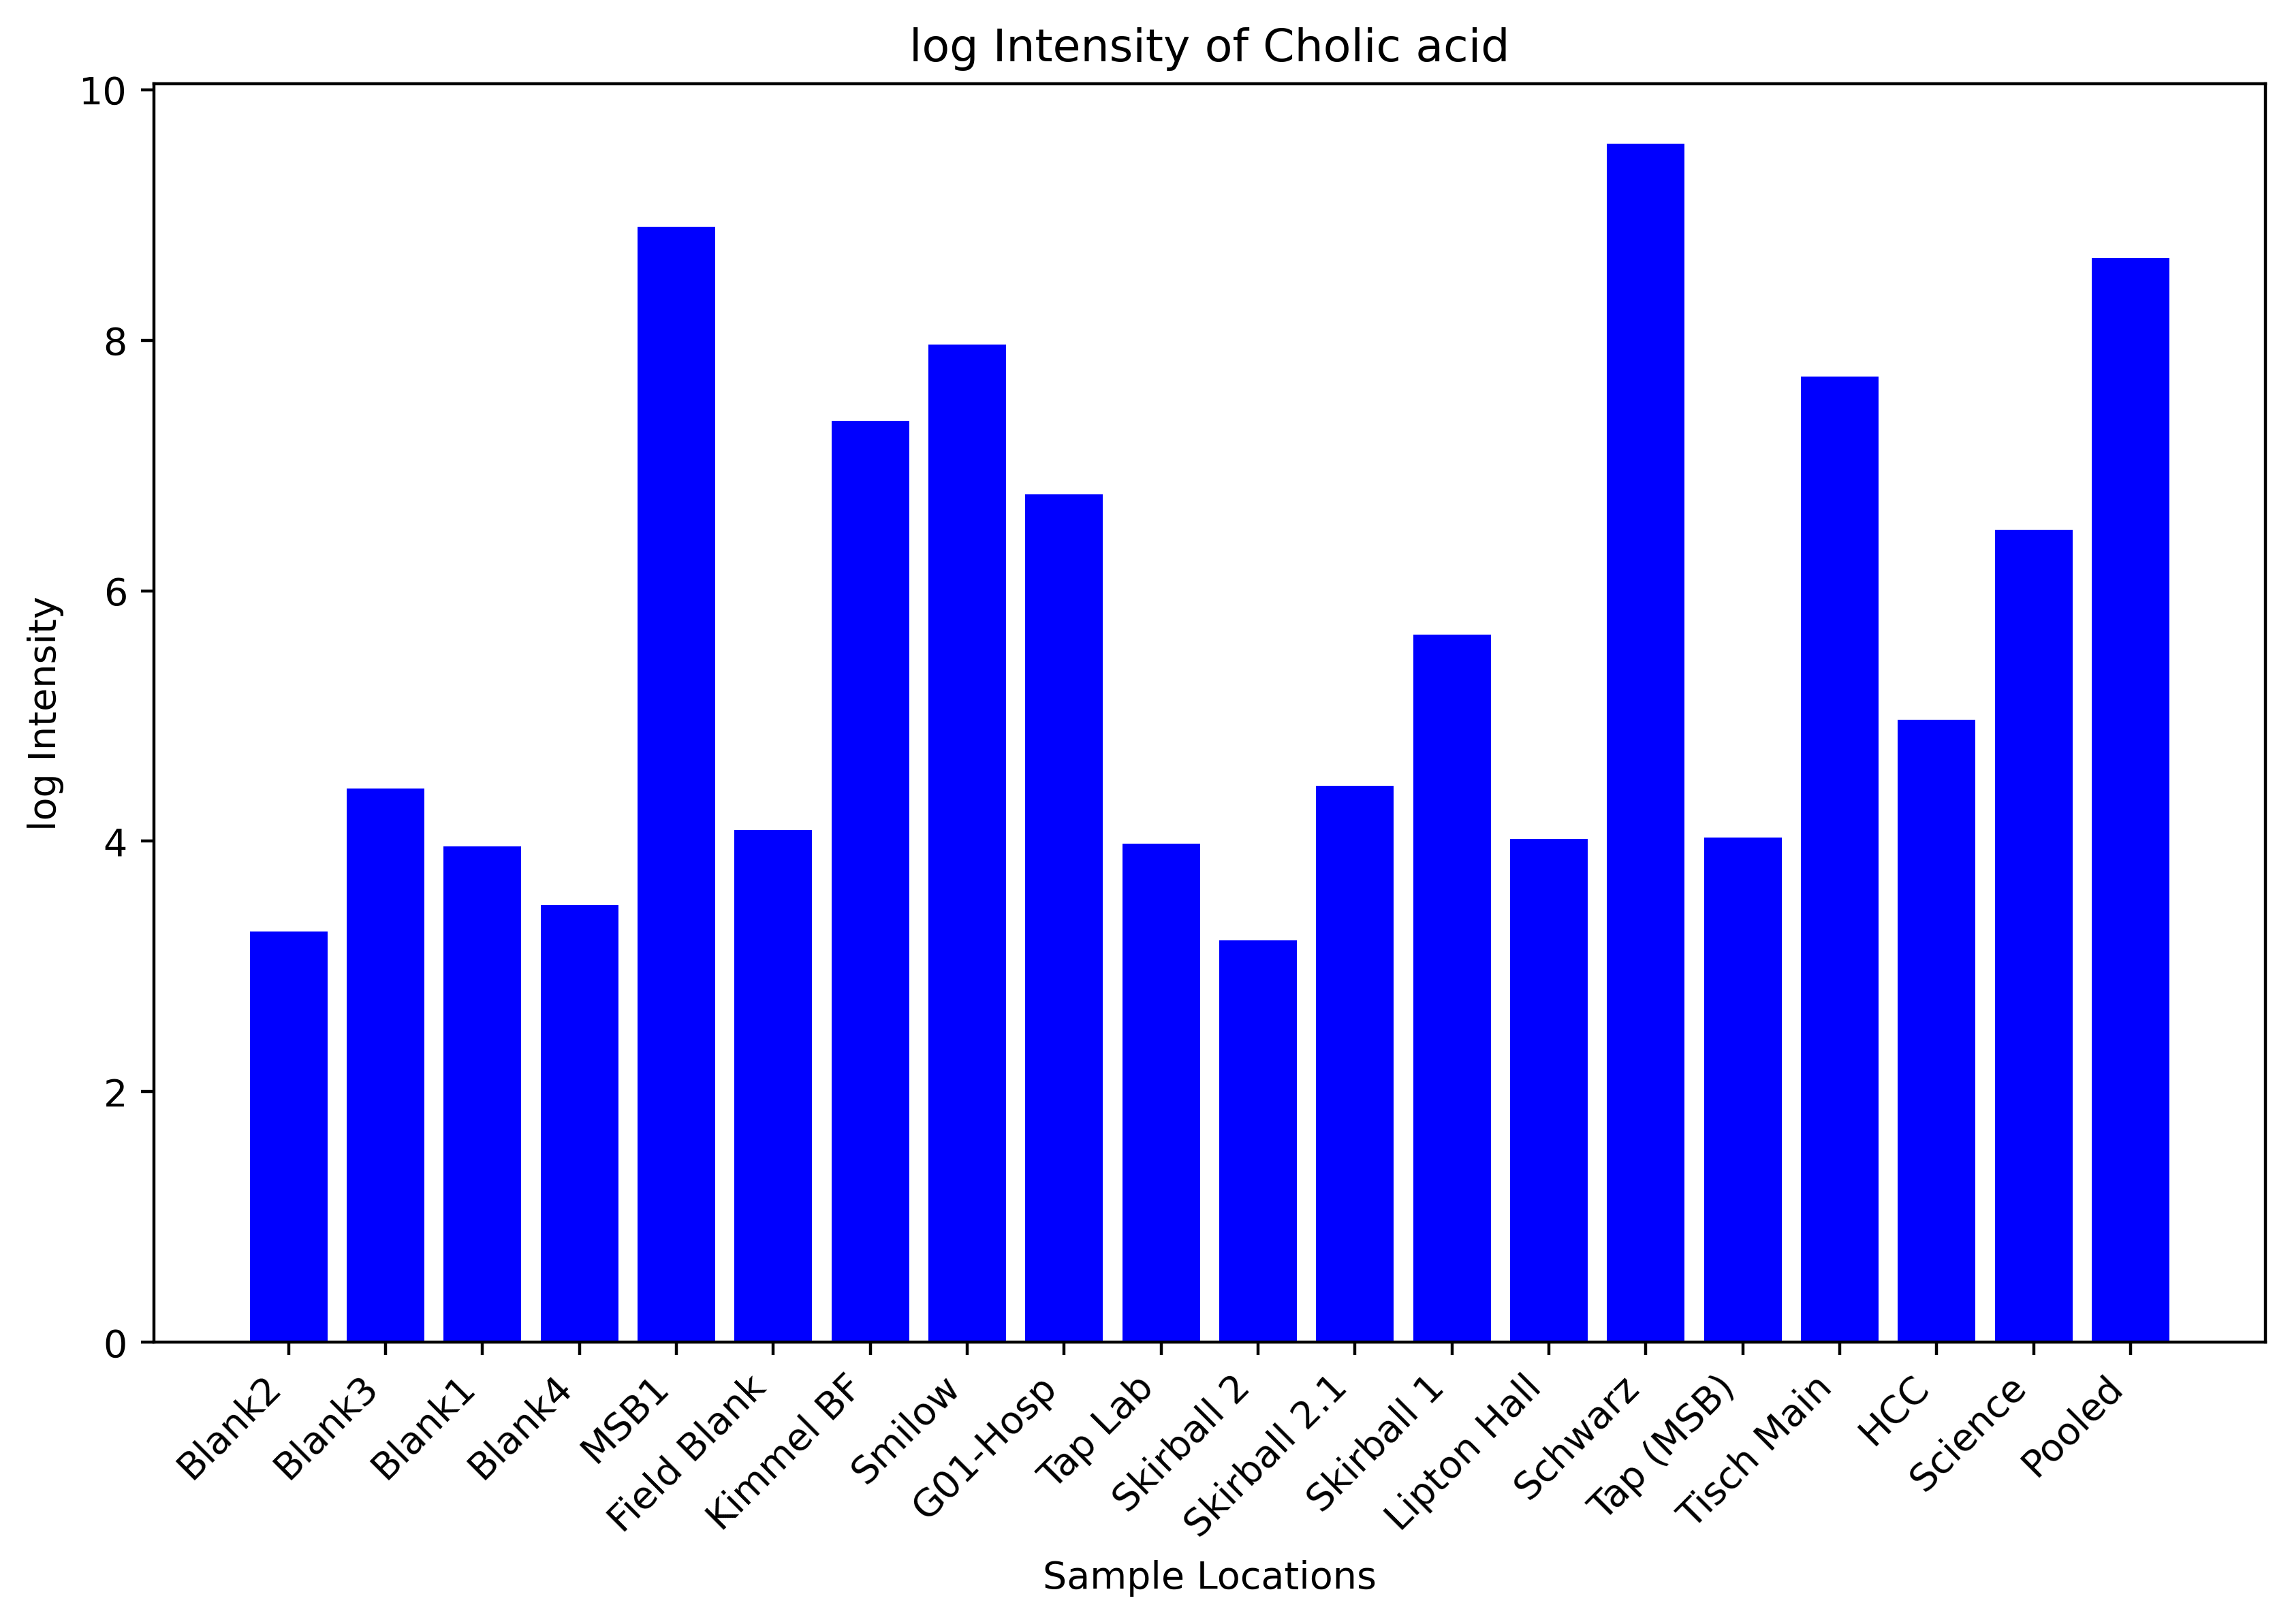 log Intensity of Cholic acid
10
8
6
4
2
0
log Intensity
Blank2
Blank3
Blank1
Blank4
MSB1
Field Blank
Kimmel BF
Smilow
G01-Hosp
Tap Lab
Skirball 2
Skirball 2.1
Skirball 1
Lipton Hall
Schwarz
Tap (MSB)
Tisch Main
HCC
Science
Pooled
Sample Locations